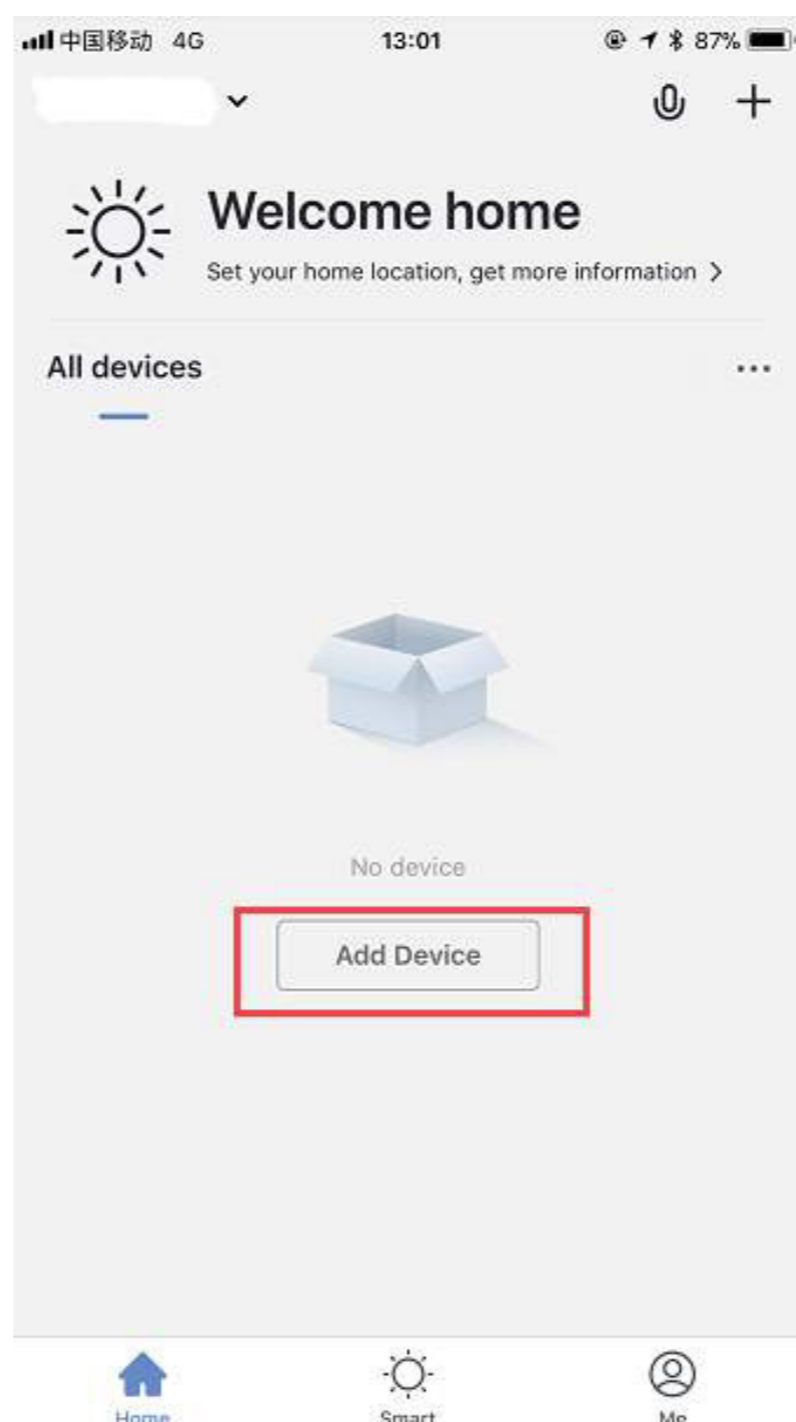 中国移动 4G 13:01 87%
Welcome home
Set your home location, get more information >
All devices
No device
Add Device
Home Smart Me